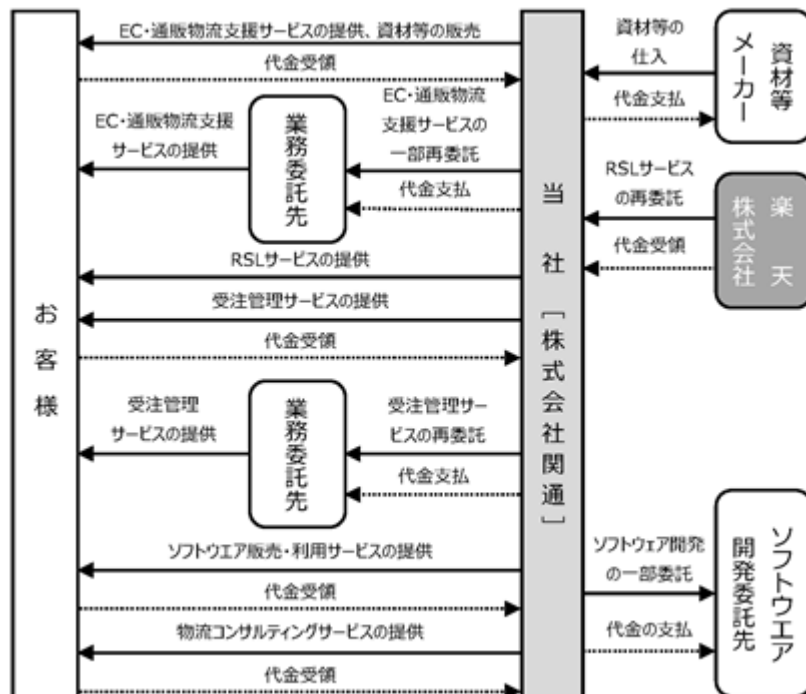 お客様
EC・通販物流支援サービスの提供、資材等の販売
代金受領
EC・通販物流支援
サービスの提供
業務委託先
EC・通販物流
支援サービスの
一部再委託
代金支払
RSLサービスの提供
受注管理サービスの提供
代金受領
受注管理
サービスの提供
業務委託先
受注管理サー
ビスの再委託
代金支払
ソフトウエア販売・利用サービスの提供
代金受領
物流コンサルティングサービスの提供
代金受領
当社［株式会社関通］
資材等の
仕入
代金支払
資材等
メーカー
RSLサービス
の再委託
代金受領
楽天
株式会社
ソフトウェア開発
の一部委託
代金の支払
ソフトウエア
開発委託先